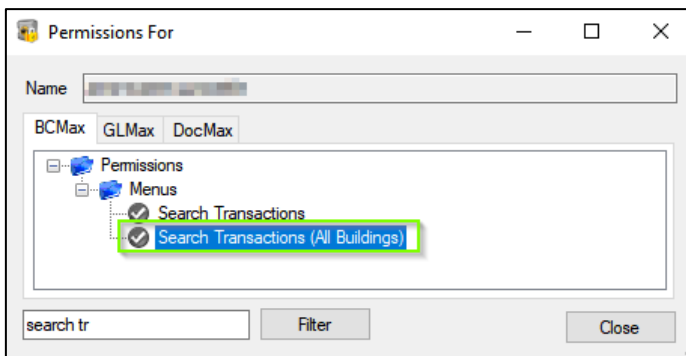 Permissions For
Name
BCMax GLMax DocMax
Permissions
Menus
Search Transactions
Search Transactions (All Buildings)
search tr Filter Close